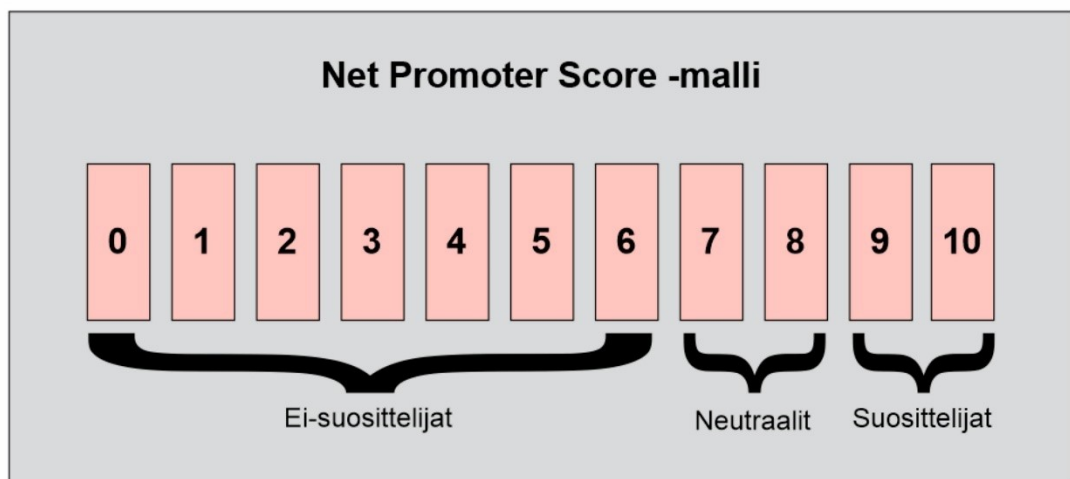 Net Promoter Score -malli
0 1 2 3 4 5 6 7 8 9 10
Ei-suosittelijat Neutraalit Suosittelijat